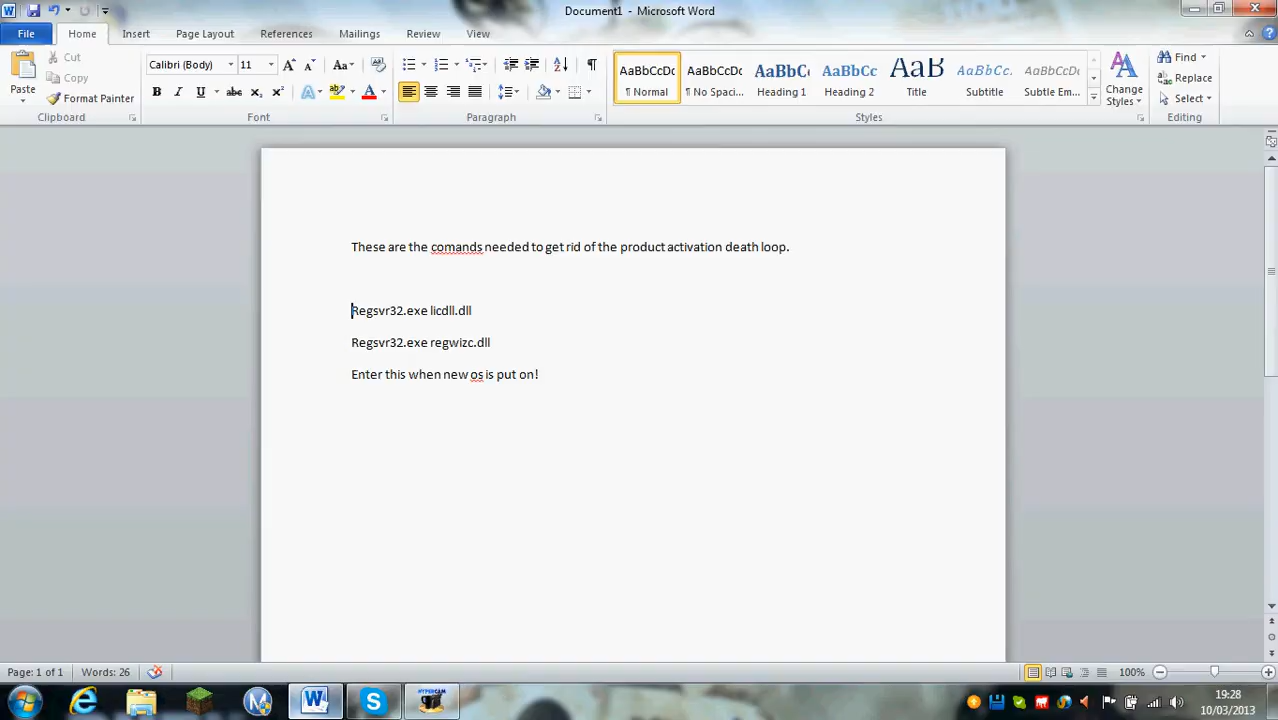 Document1 - Microsoft Word
File Home Insert Page Layout References Mailings Review View
Cut
Copy
Format Painter
Paste
Calibri (Body) 11
AaBbCcDc AaBbCcDc AaBbC AaBbCc AaB AaBbCc. AaBbCcDc
¶ Normal ¶ No Spaci... Heading 1 Heading 2 Title Subtitle Subtle Em...
Change Styles
Find
Replace
Select
Clipboard Font Paragraph Styles Editing
These are the comands needed to get rid of the product activation death loop.
Regsvr32.exe licdll.dll
Regsvr32.exe regwizc.dll
Enter this when new os is put on!
Page: 1 of 1 Words: 26 100%
HYPERCAM
19:28
10/03/2013